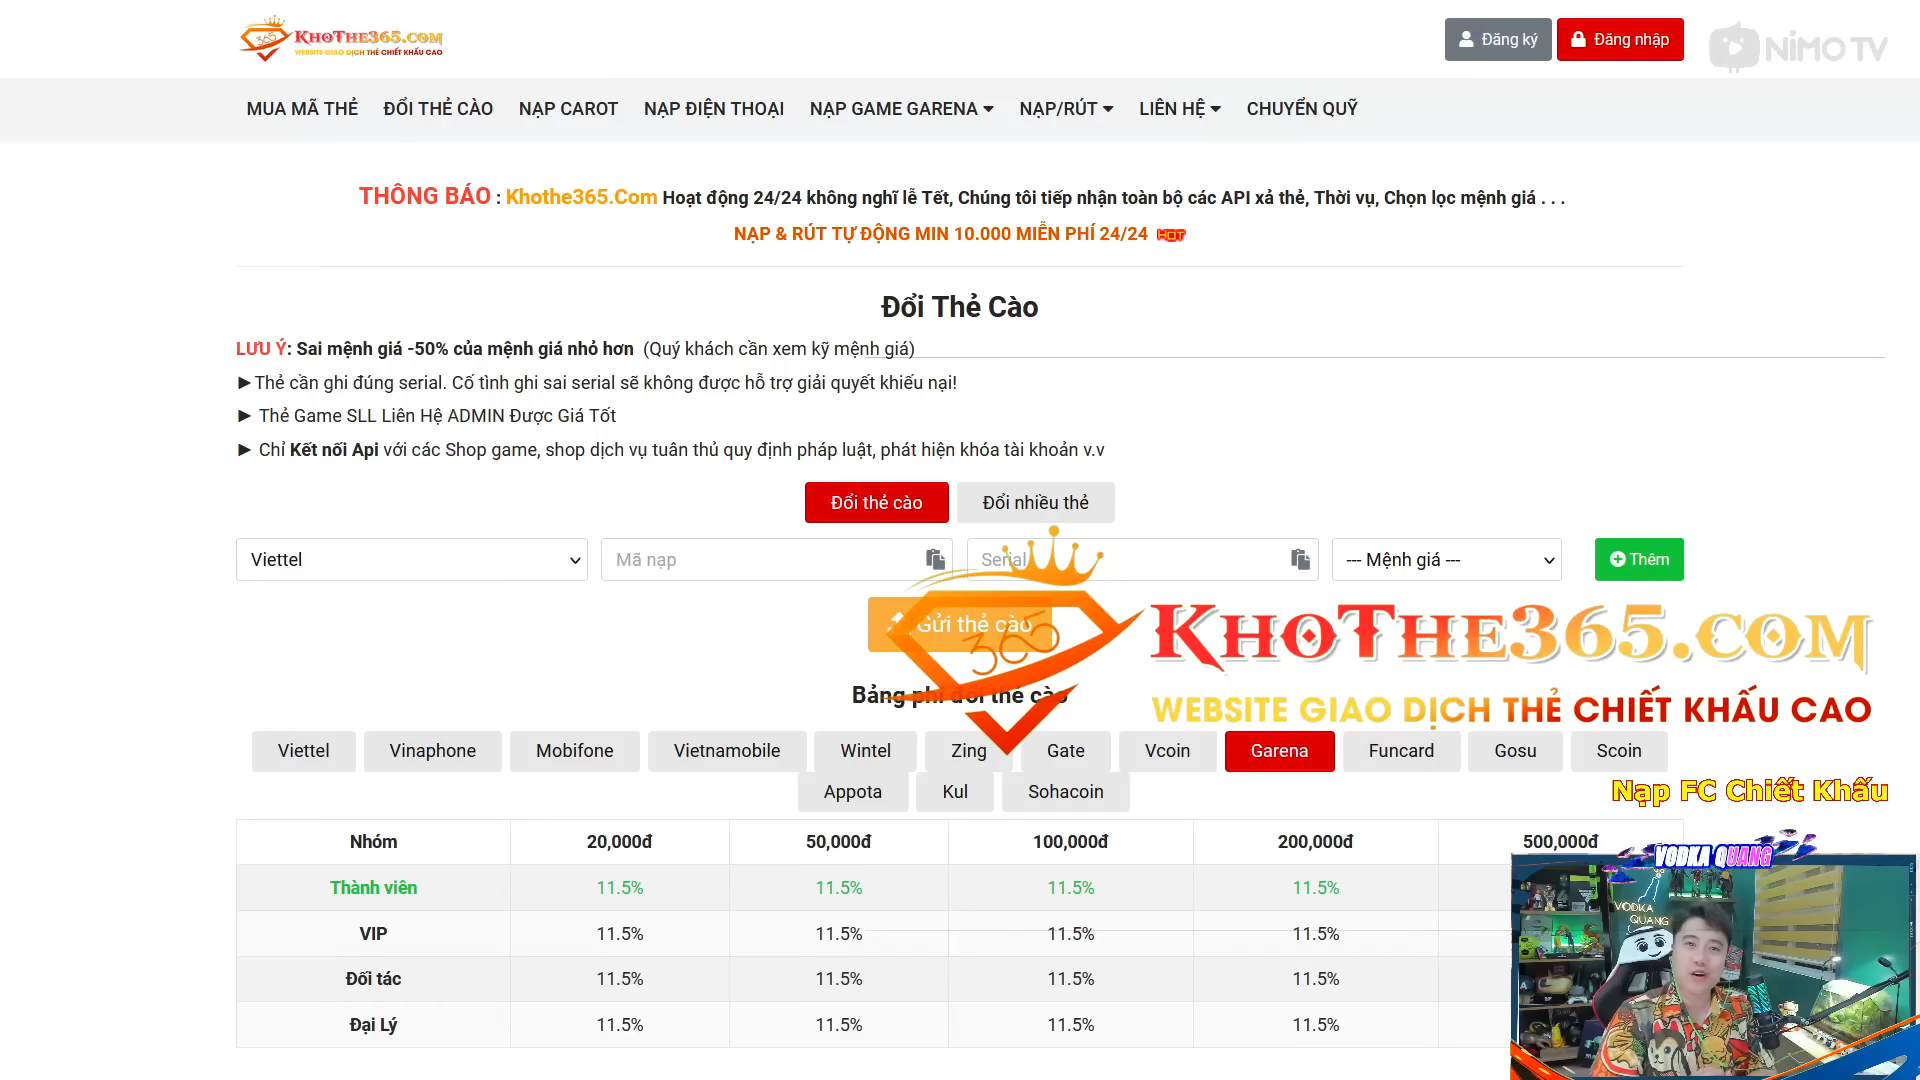 KHOTHE365.COM
WEBSITE GIAO DỊCH THẺ CHIẾT KHẤU CAO
Đăng ký
Đăng nhập
NIMO TV
MUA MÃ THẺ
ĐỔI THẺ CÀO
NẠP CAROT
NẠP ĐIỆN THOẠI
NẠP GAME GARENA
NẠP/RÚT
LIÊN HỆ
CHUYỂN QUỸ
THÔNG BÁO : Khothe365.Com Hoạt động 24/24 không nghĩ lễ Tết, Chúng tôi tiếp nhận toàn bộ các API xả thẻ, Thời vụ, Chọn lọc mệnh giá . . .
NẠP & RÚT TỰ ĐỘNG MIN 10.000 MIỄN PHÍ 24/24 HOT
Đổi Thẻ Cào
LƯU Ý: Sai mệnh giá -50% của mệnh giá nhỏ hơn (Quý khách cần xem kỹ mệnh giá)
►Thẻ cần ghi đúng serial. Cố tình ghi sai serial sẽ không được hỗ trợ giải quyết khiếu nại!
► Thẻ Game SLL Liên Hệ ADMIN Được Giá Tốt
► Chỉ Kết nối Api với các Shop game, shop dịch vụ tuân thủ quy định pháp luật, phát hiện khóa tài khoản v.v
Đổi thẻ cào
Đổi nhiều thẻ
Viettel
Mã nạp
Serial
--- Mệnh giá ---
Thêm
Gửi thẻ cào
365
KHOTHE365.COM
WEBSITE GIAO DỊCH THẺ CHIẾT KHẤU CAO
Bảng phí đổi thẻ cào
Viettel
Vinaphone
Mobifone
Vietnamobile
Wintel
Zing
Gate
Vcoin
Garena
Funcard
Gosu
Scoin
Appota
Kul
Sohacoin
Nạp FC Chiết Khấu
Nhóm 20,000đ 50,000đ 100,000đ 200,000đ 500,000đ
Thành viên 11.5% 11.5% 11.5% 11.5%
VIP 11.5% 11.5% 11.5% 11.5%
Đối tác 11.5% 11.5% 11.5% 11.5%
Đại Lý 11.5% 11.5% 11.5% 11.5%
VODKA QUANG
VODKA
QUANG